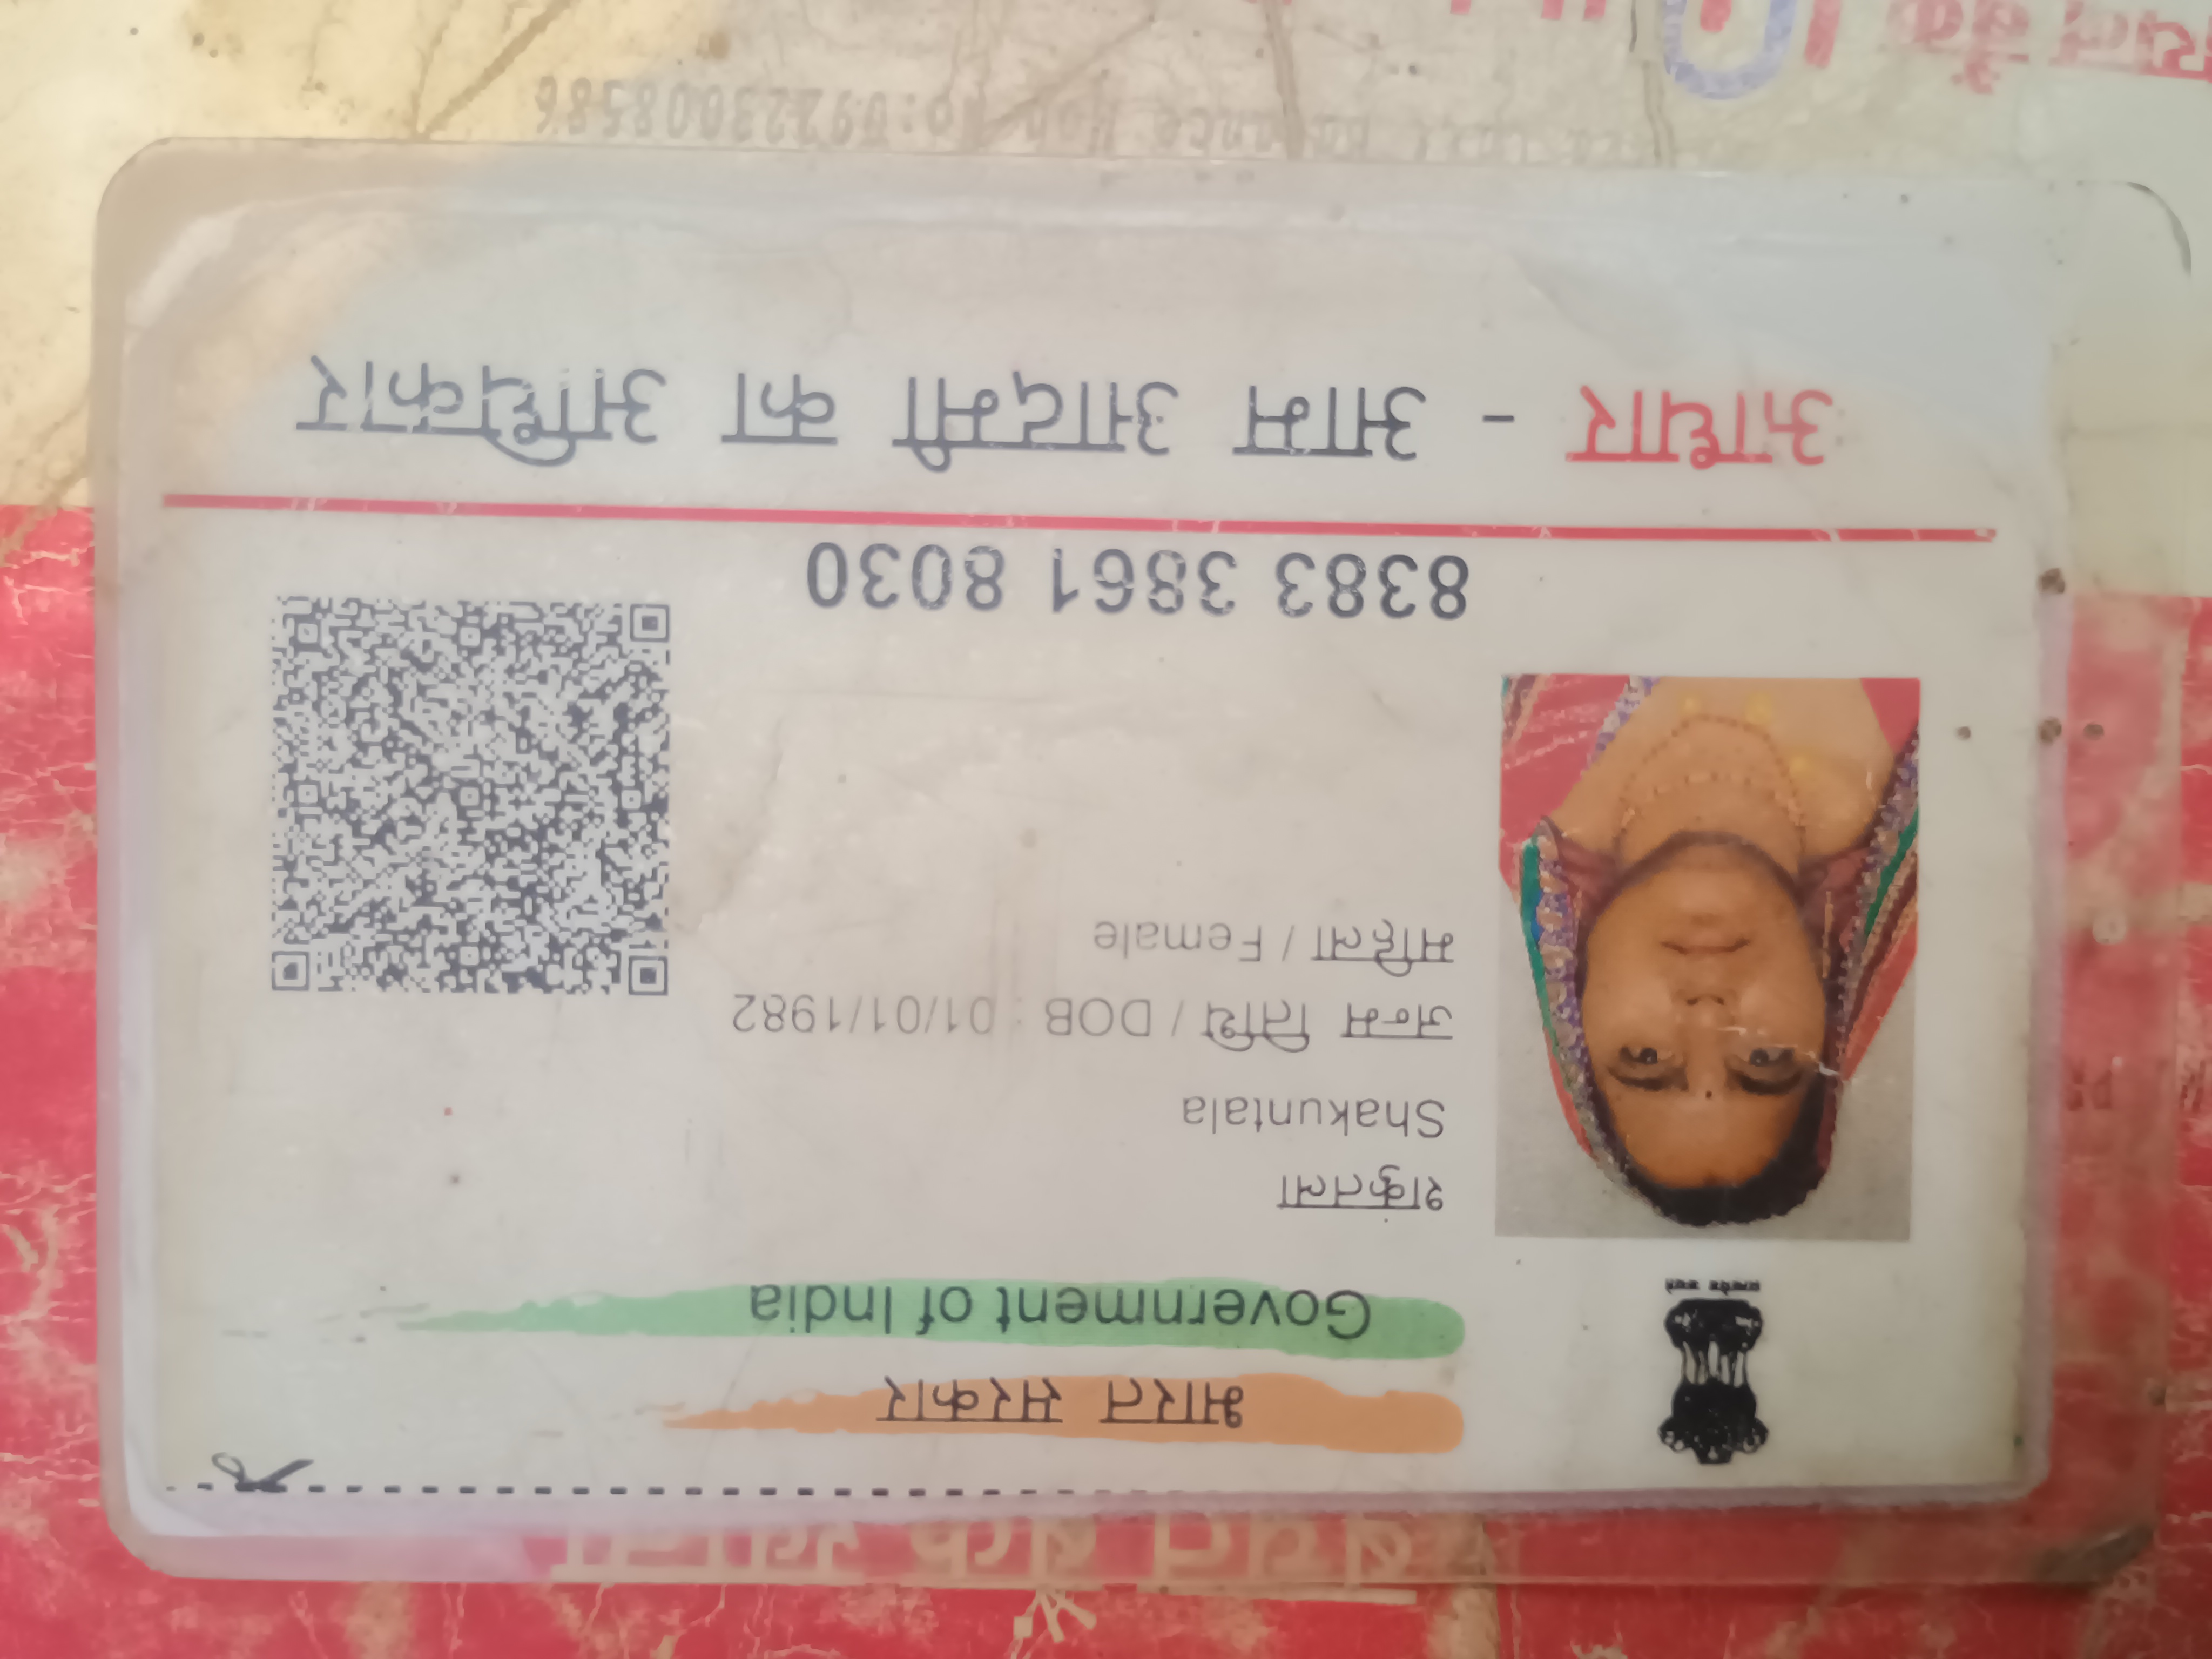 भारत सरकार
Government of India
शकुंतला
Shakuntala
जन्म तिथि / DOB : 01/01/1982
महिला / Female
8383 3861 8030
आधार - आम आदमी का अधिकार
बचत बैंक खाता